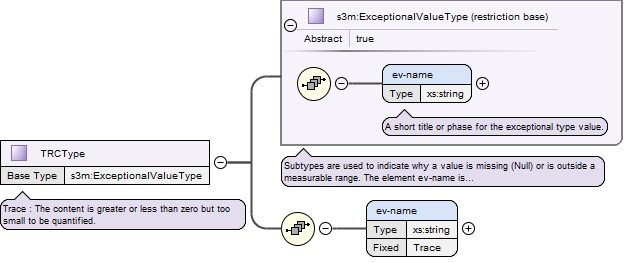 s3m:ExceptionalValueType (restriction base)
Abstract true
ev-name
Type xs:string
A short title or phase for the exceptional type value.
TRCType
Base Type s3m:ExceptionalValueType
Trace : The content is greater or less than zero but too
small to be quantified.
Subtypes are used to indicate why a value is missing (Null) or is outside a
measurable range. The element ev-name is...
ev-name
Type xs:string
Fixed Trace